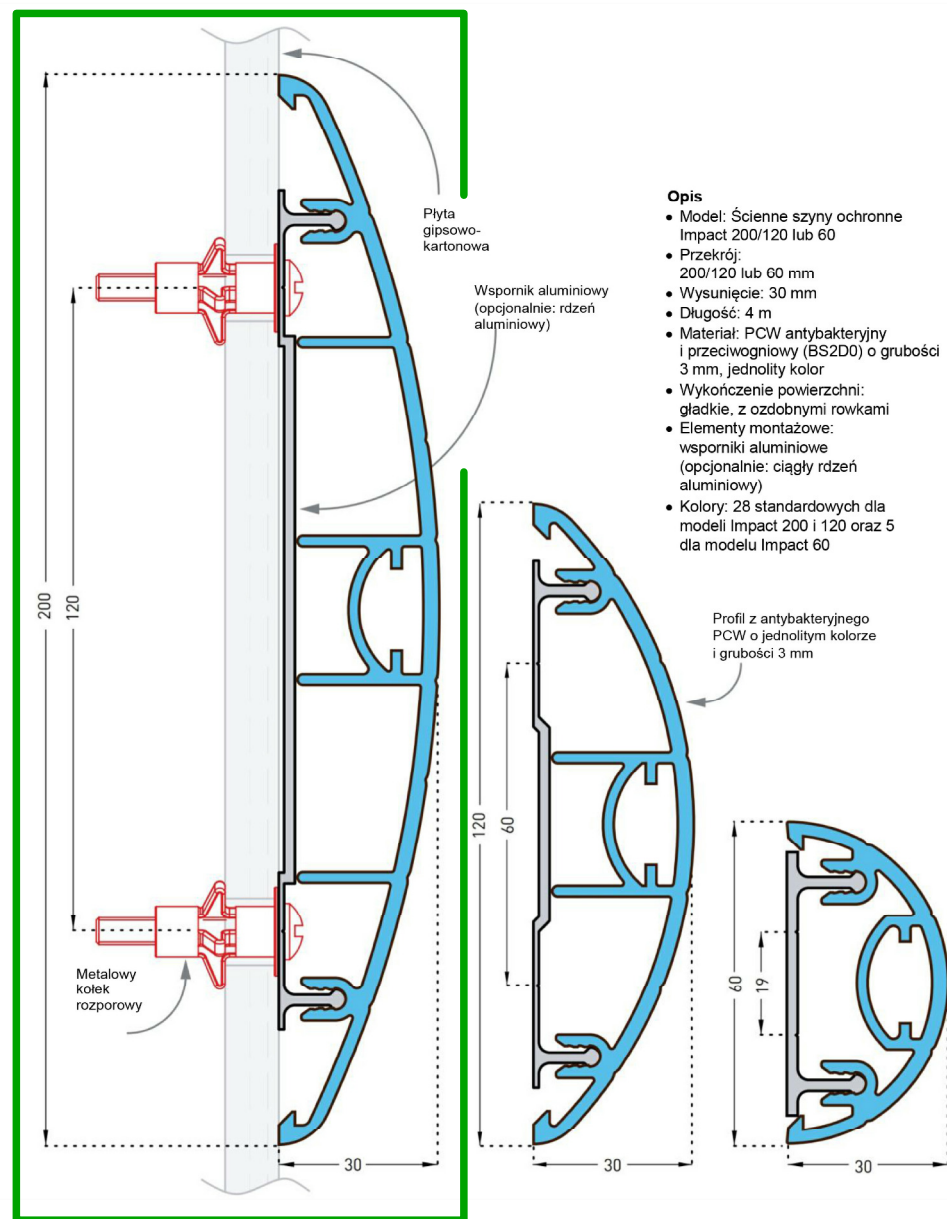 Płyta
gipsowo-
kartonowa
Wspornik aluminiowy
(opcjonalnie: rdzeń
aluminiowy)
Metalowy
kołek
rozporowy
200
120
30
Opis
• Model: Ścienne szyny ochronne
Impact 200/120 lub 60
• Przekrój:
200/120 lub 60 mm
• Wysunięcie: 30 mm
• Długość: 4 m
• Materiał: PCW antybakteryjny
i przeciwogniowy (BS2D0) o grubości
3 mm, jednolity kolor
• Wykończenie powierzchni:
gładkie, z ozdobnymi rowkami
• Elementy montażowe:
wsporniki aluminiowe
(opcjonalnie: ciągły rdzeń
aluminiowy)
• Kolory: 28 standardowych dla
modeli Impact 200 i 120 oraz 5
dla modelu Impact 60
Profil z antybakteryjnego
PCW o jednolitym kolorze
i grubości 3 mm
120
60
30
60
19
30